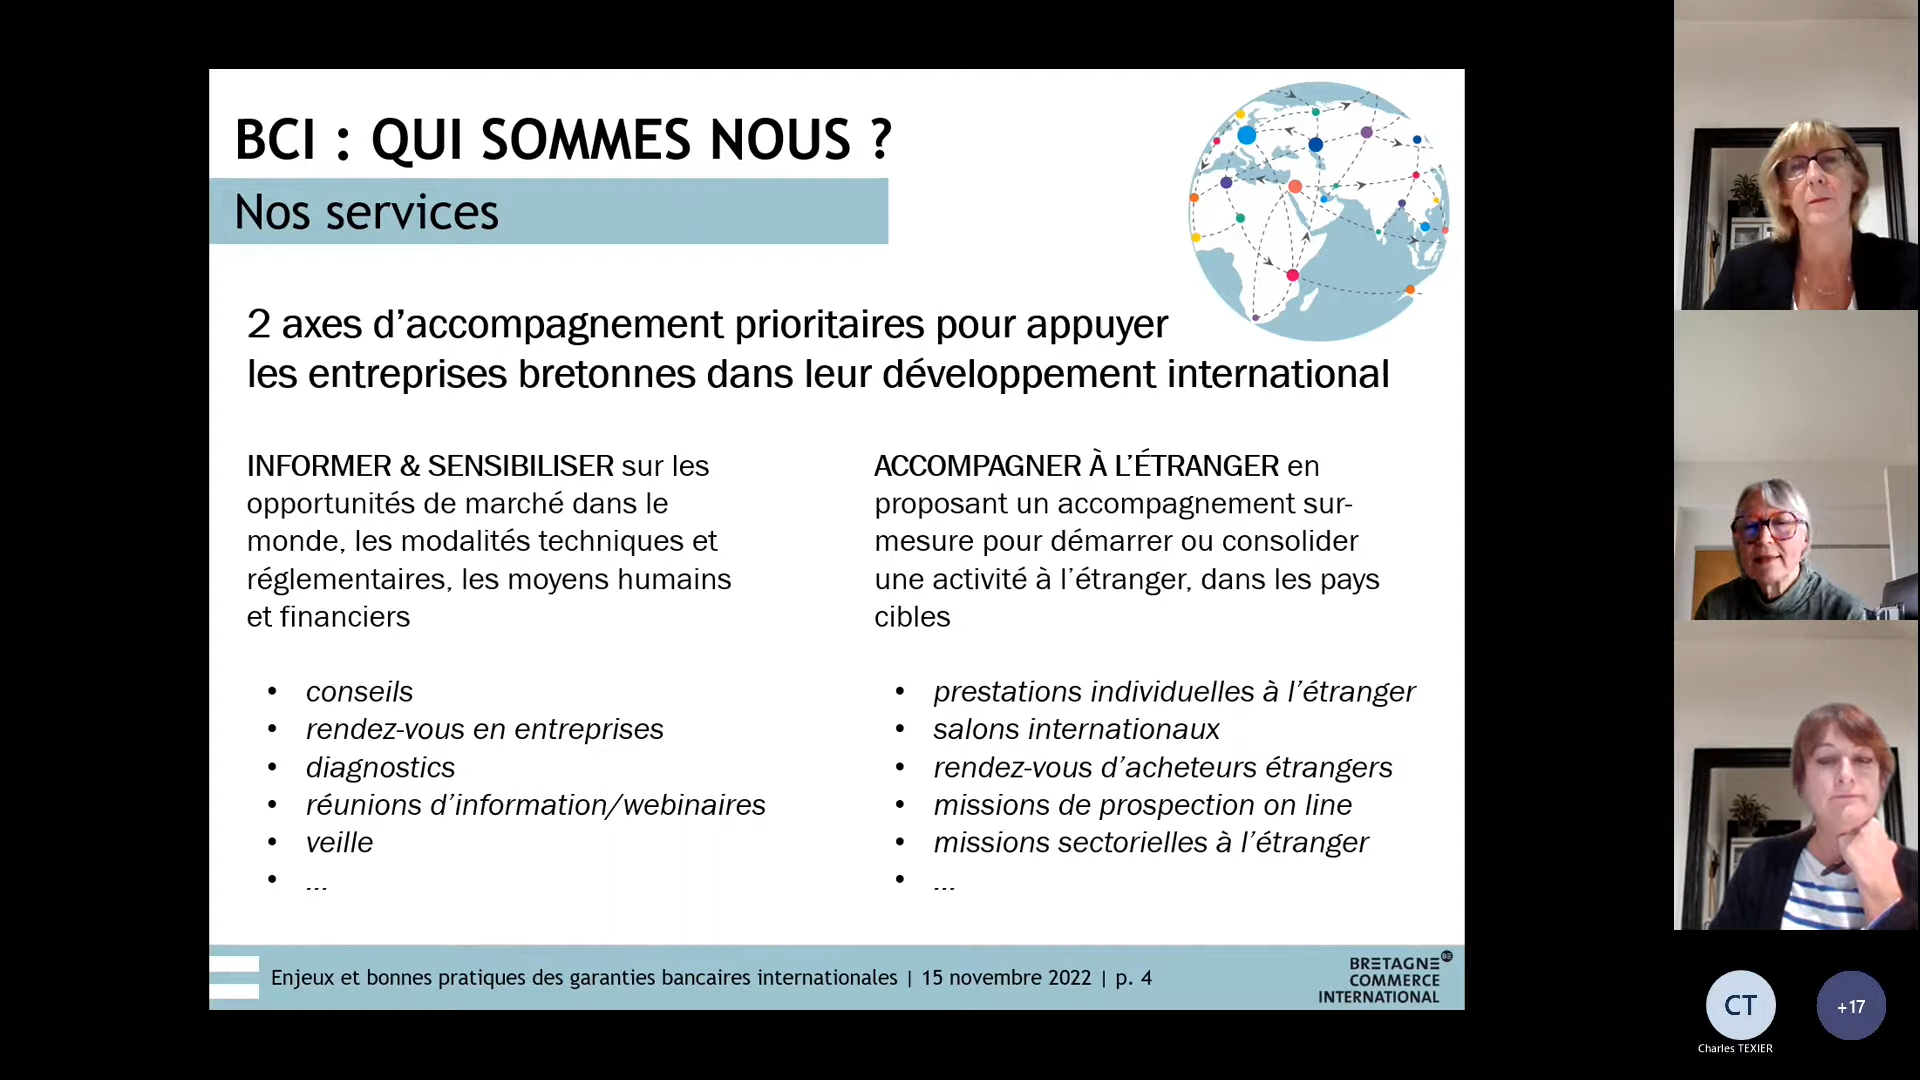 BCI : QUI SOMMES NOUS ?
Nos services
2 axes d’accompagnement prioritaires pour appuyer
les entreprises bretonnes dans leur développement international
INFORMER & SENSIBILISER sur les
opportunités de marché dans le
monde, les modalités techniques et
réglementaires, les moyens humains
et financiers
• conseils
• rendez-vous en entreprises
• diagnostics
• réunions d’information/webinaires
• veille
• ...
ACCOMPAGNER À L’ÉTRANGER en
proposant un accompagnement sur-
mesure pour démarrer ou consolider
une activité à l’étranger, dans les pays
cibles
• prestations individuelles à l’étranger
• salons internationaux
• rendez-vous d’acheteurs étrangers
• missions de prospection on line
• missions sectorielles à l’étranger
• ...
Enjeux et bonnes pratiques des garanties bancaires internationales | 15 novembre 2022 | p. 4
BRETAGNE
COMMERCE
INTERNATIONAL
CT
+17
Charles TEXIER